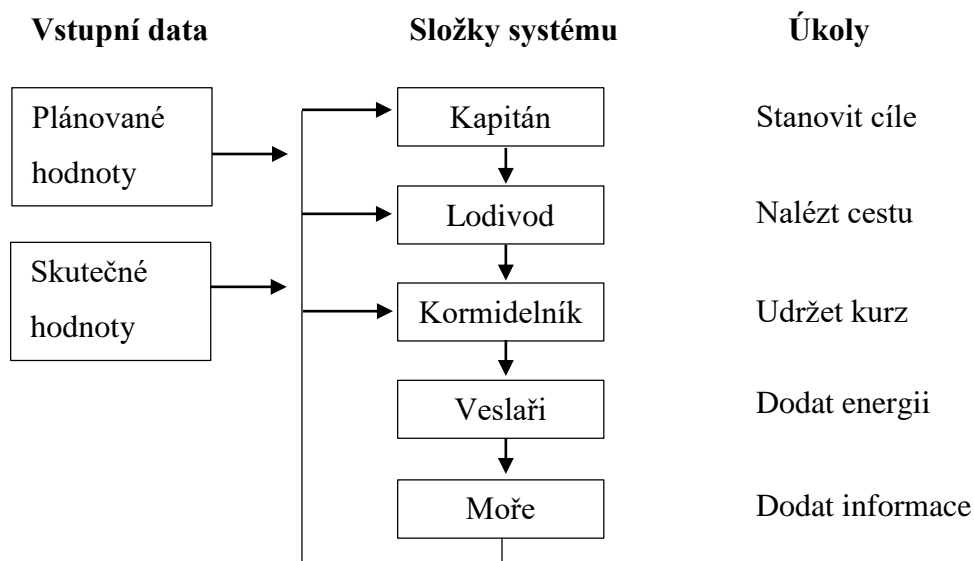 Vstupní data
Složky systému
Úkoly
Plánované
hodnoty
Kapitán
Stanovit cíle
Lodivod
Nalézt cestu
Skutečné
hodnoty
Kormidelník
Udržet kurz
Veslaři
Dodat energii
Moře
Dodat informace